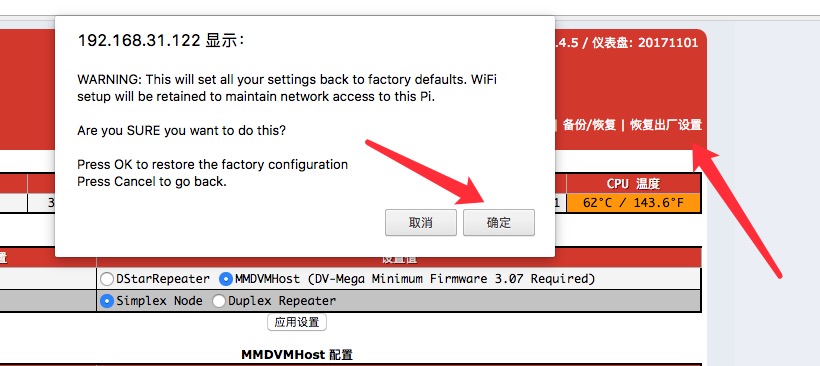 192.168.31.122 显示：
.4.5 / 仪表盘: 20171101
WARNING: This will set all your settings back to factory defaults. WiFi
setup will be retained to maintain network access to this Pi.
Are you SURE you want to do this?
| 备份/恢复 | 恢复出厂设置
Press OK to restore the factory configuration
Press Cancel to go back.
CPU 温度
3
1
62°C / 143.6°F
取消
确定
置
设置值
DStarRepeater
MMDVMHost (DV-Mega Minimum Firmware 3.07 Required)
Simplex Node
Duplex Repeater
应用设置
MMDVMHost 配置